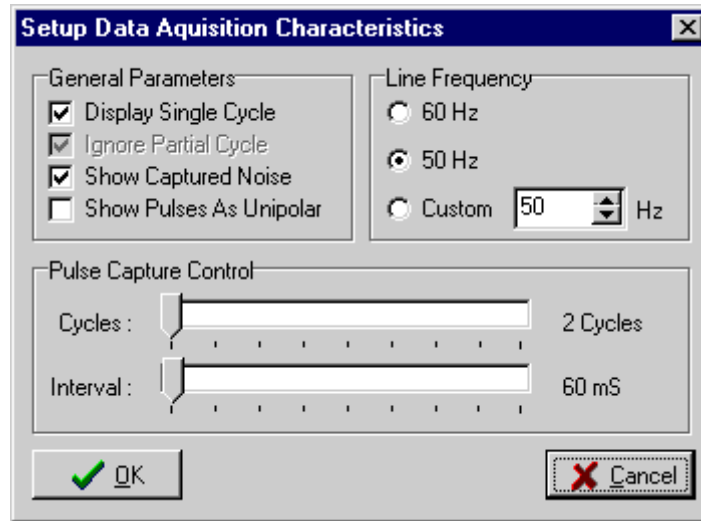 Setup Data Aquisition Characteristics
General Parameters
Display Single Cycle
Ignore Partial Cycle
Show Captured Noise
Show Pulses As Unipolar
Line Frequency
60 Hz
50 Hz
Custom 50 Hz
Pulse Capture Control
Cycles : 2 Cycles
Interval : 60 mS
OK
Cancel